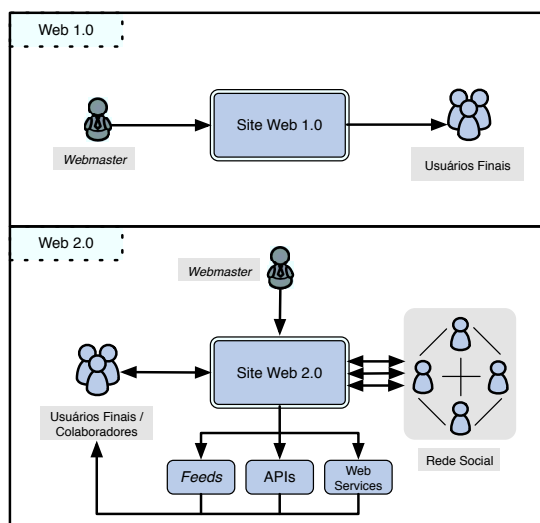 Web 1.0
Site Web 1.0
Webmaster
Usuários Finais
Web 2.0
Webmaster
Site Web 2.0
Usuários Finais /
Colaboradores
Rede Social
Feeds
APIs
Web
Services